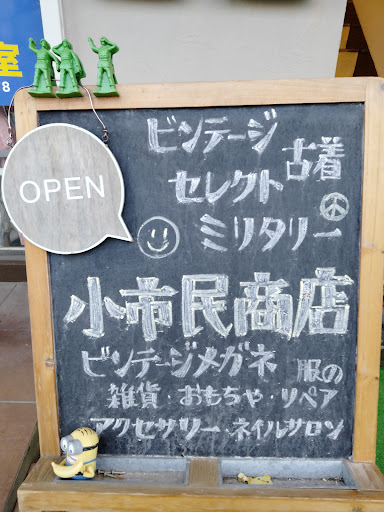 室
8
OPEN
ビンテージ
古着
セレクト
ミリタリー
小市民商店
ビンテージメガネ
服の
雑貨・おもちゃ・リペア
アクセサリー・ネイルサロン